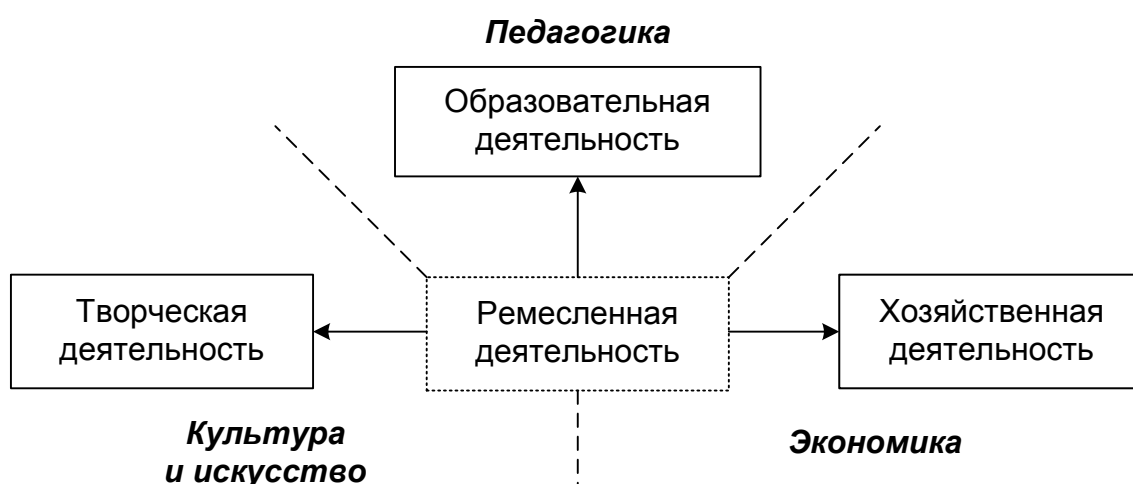 Педагогика
Образовательная
деятельность
Творческая
деятельность
Ремесленная
деятельность
Хозяйственная
деятельность
Культура
и искусство
Экономика